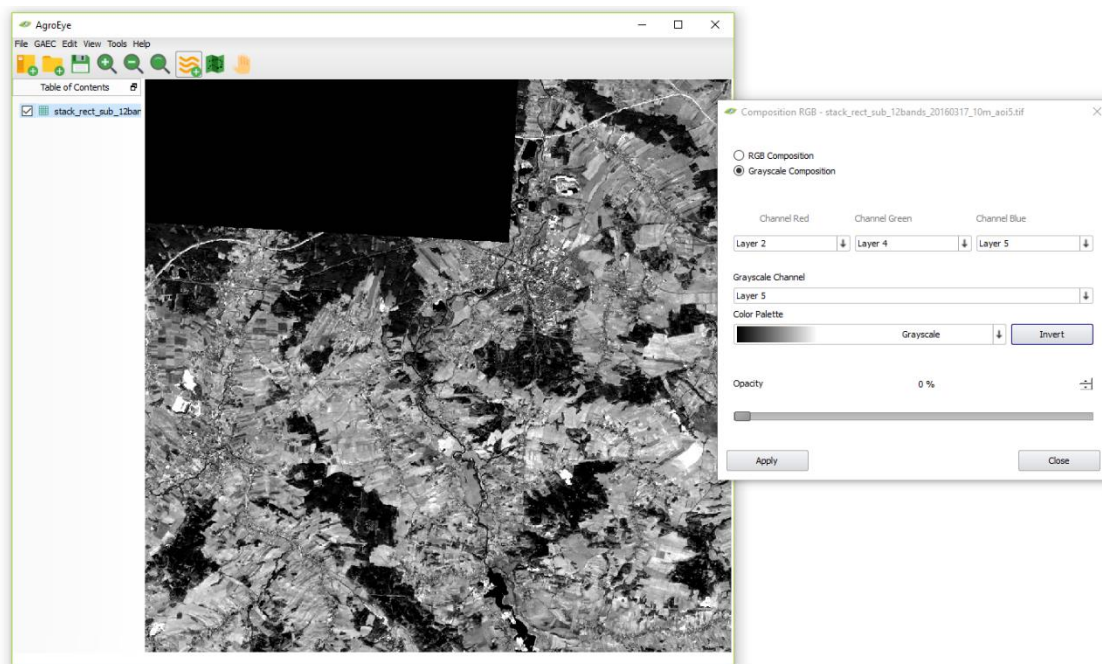 AgroEye
File GAEC Edit View Tools Help
Table of Contents
stack_rect_sub_12bar
Composition RGB - stack_rect_sub_12bands_20160317_10m_aoi5.tif
RGB Composition
Grayscale Composition
Channel Red Channel Green Channel Blue
Layer 2 Layer 4 Layer 5
Grayscale Channel
Layer 5
Color Palette
Grayscale Invert
Opacity 0 %
Apply Close